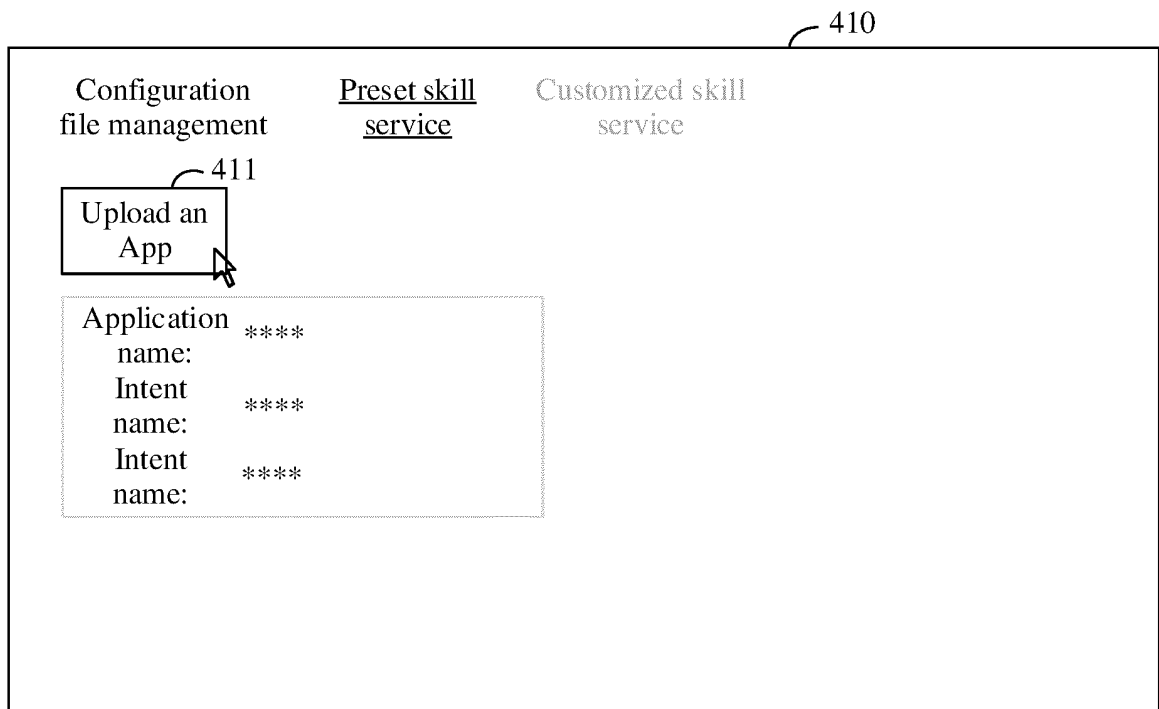 410
Configuration
file management
Preset skill
service
Customized skill
service
411
Upload an
App
Application
name:
****
Intent
name:
****
Intent
name:
****